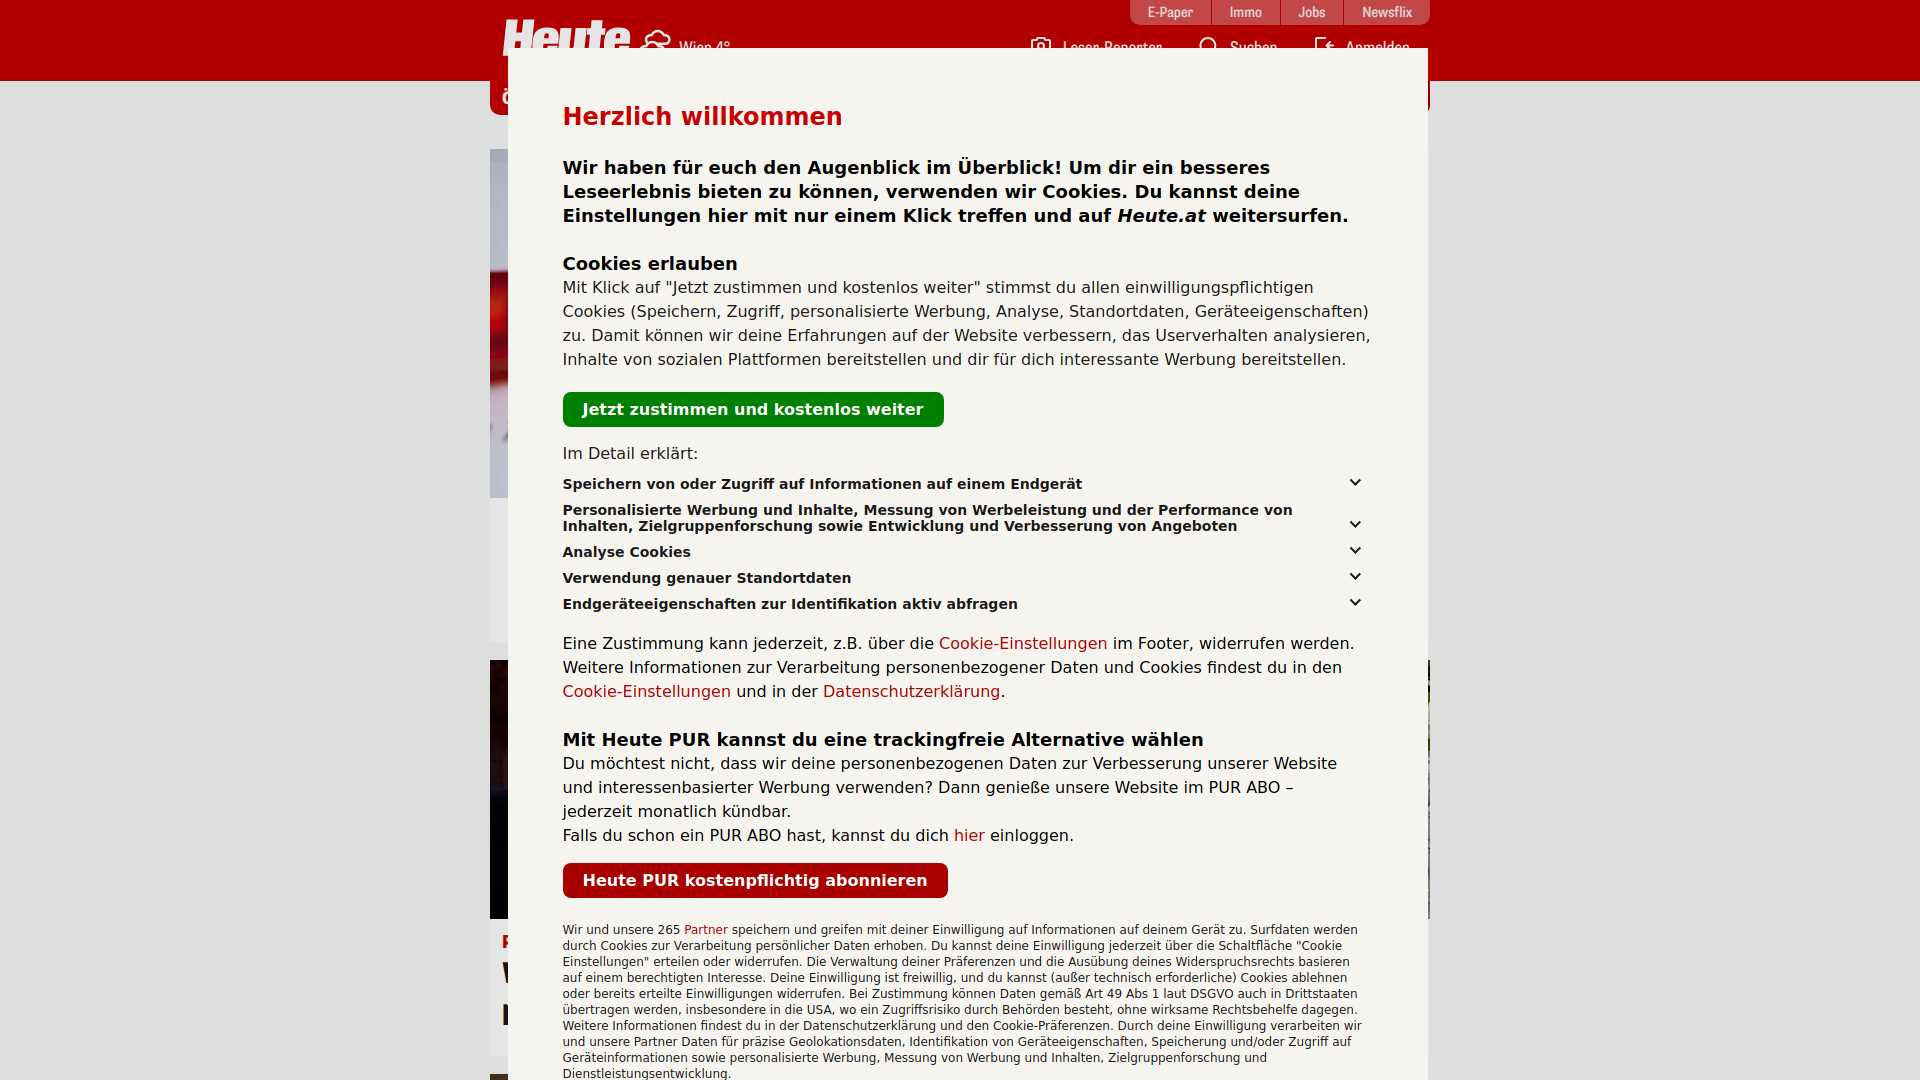 E-Paper
Immo
Jobs
Newsflix
Heute
Wien 4°
Leser-Reporter
Suchen
Anmelden
Herzlich willkommen
Wir haben für euch den Augenblick im Überblick! Um dir ein besseres
Leseerlebnis bieten zu können, verwenden wir Cookies. Du kannst deine
Einstellungen hier mit nur einem Klick treffen und auf Heute.at weitersurfen.
Cookies erlauben
Mit Klick auf "Jetzt zustimmen und kostenlos weiter" stimmst du allen einwilligungspflichtigen
Cookies (Speichern, Zugriff, personalisierte Werbung, Analyse, Standortdaten, Geräteeigenschaften)
zu. Damit können wir deine Erfahrungen auf der Website verbessern, das Userverhalten analysieren,
Inhalte von sozialen Plattformen bereitstellen und dir für dich interessante Werbung bereitstellen.
Jetzt zustimmen und kostenlos weiter
Im Detail erklärt:
Speichern von oder Zugriff auf Informationen auf einem Endgerät
Personalisierte Werbung und Inhalte, Messung von Werbeleistung und der Performance von
Inhalten, Zielgruppenforschung sowie Entwicklung und Verbesserung von Angeboten
Analyse Cookies
Verwendung genauer Standortdaten
Endgeräteeigenschaften zur Identifikation aktiv abfragen
Eine Zustimmung kann jederzeit, z.B. über die Cookie-Einstellungen im Footer, widerrufen werden.
Weitere Informationen zur Verarbeitung personenbezogener Daten und Cookies findest du in den
Cookie-Einstellungen und in der Datenschutzerklärung.
Mit Heute PUR kannst du eine trackingfreie Alternative wählen
Du möchtest nicht, dass wir deine personenbezogenen Daten zur Verbesserung unserer Website
und interessenbasierter Werbung verwenden? Dann genieße unsere Website im PUR ABO –
jederzeit monatlich kündbar.
Falls du schon ein PUR ABO hast, kannst du dich hier einloggen.
Heute PUR kostenpflichtig abonnieren
Wir und unsere 265 Partner speichern und greifen mit deiner Einwilligung auf Informationen auf deinem Gerät zu. Surfdaten werden
durch Cookies zur Verarbeitung persönlicher Daten erhoben. Du kannst deine Einwilligung jederzeit über die Schaltfläche "Cookie
Einstellungen" erteilen oder widerrufen. Die Verwaltung deiner Präferenzen und die Ausübung deines Widerspruchsrechts basieren
auf einem berechtigten Interesse. Deine Einwilligung ist freiwillig, und du kannst (außer technisch erforderliche) Cookies ablehnen
oder bereits erteilte Einwilligungen widerrufen. Bei Zustimmung können Daten gemäß Art 49 Abs 1 laut DSGVO auch in Drittstaaten
übertragen werden, insbesondere in die USA, wo ein Zugriffsrisiko durch Behörden besteht, ohne wirksame Rechtsbehelfe dagegen.
Weitere Informationen findest du in der Datenschutzerklärung und den Cookie-Präferenzen. Durch deine Einwilligung verarbeiten wir
und unsere Partner Daten für präzise Geolokationsdaten, Identifikation von Geräteeigenschaften, Speicherung und/oder Zugriff auf
Geräteinformationen sowie personalisierte Werbung, Messung von Werbung und Inhalten, Zielgruppenforschung und
Dienstleistungsentwicklung.